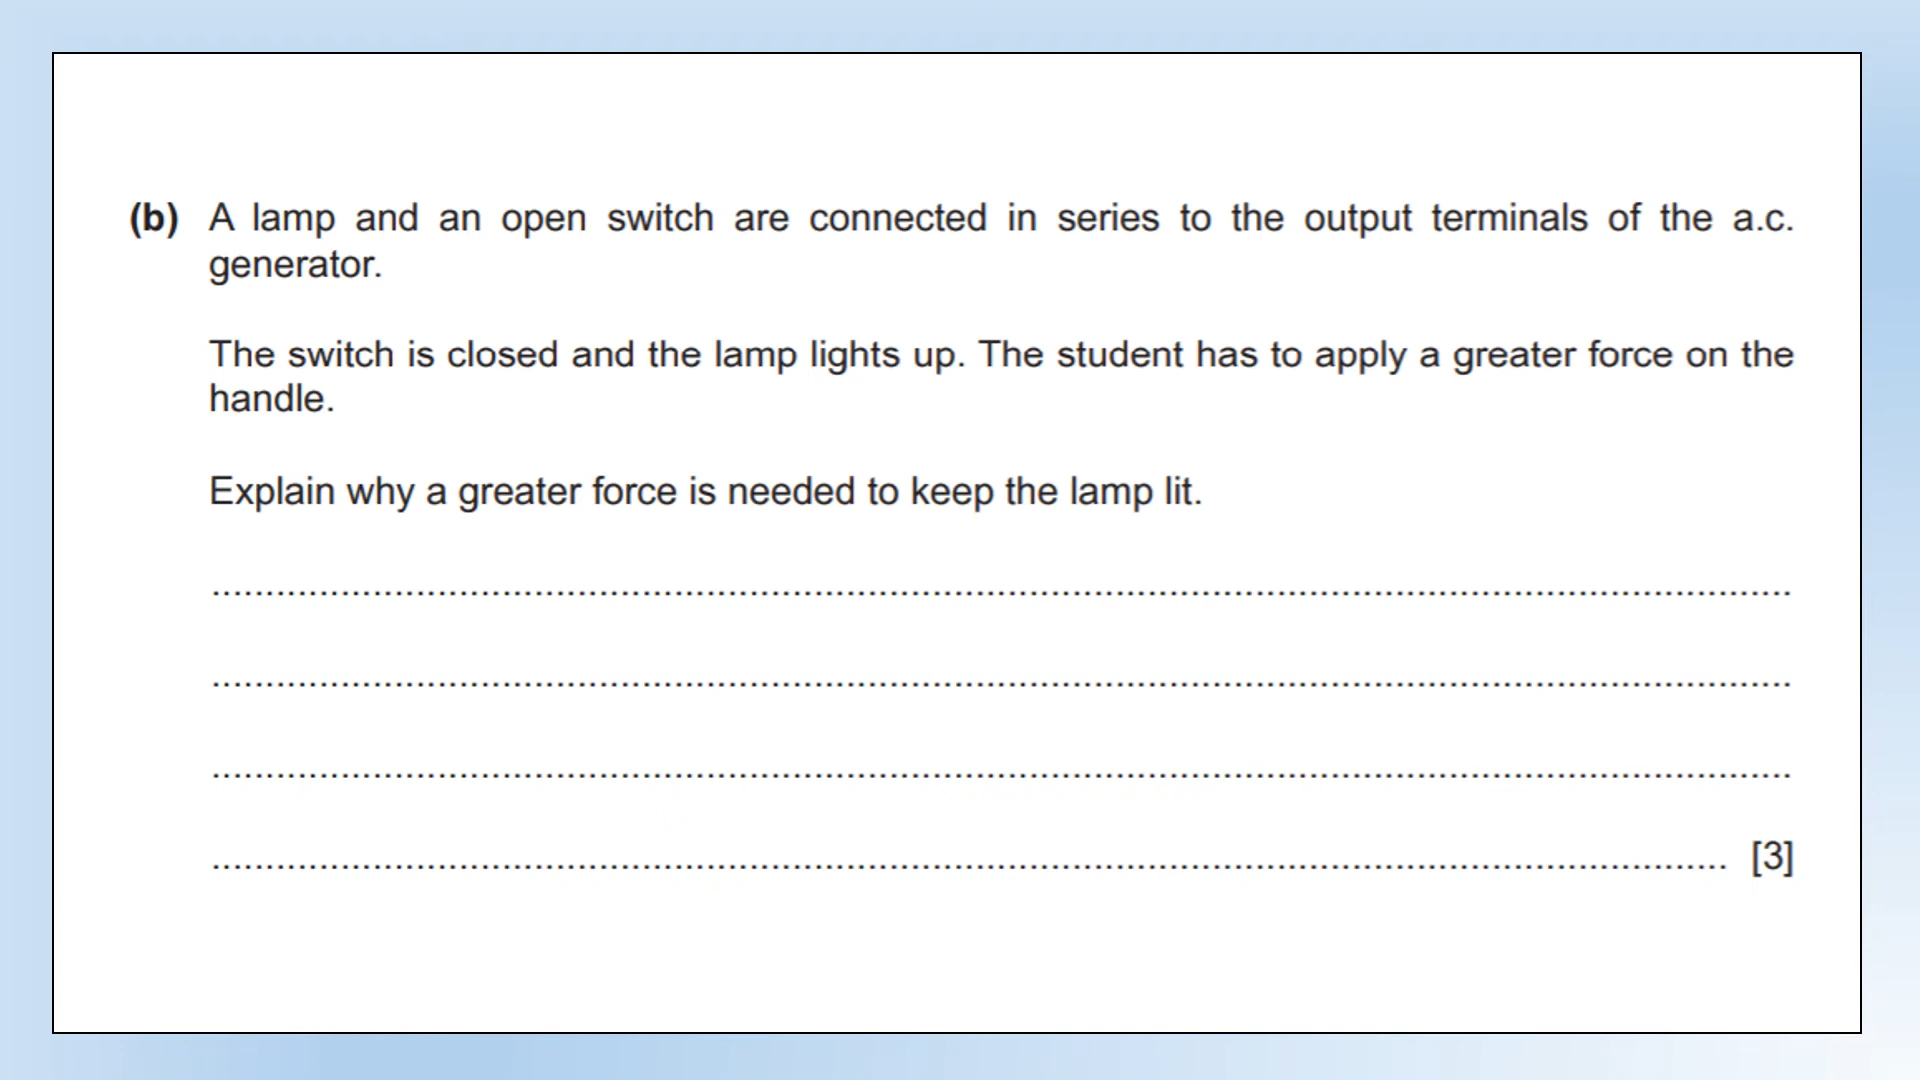 (b) A lamp and an open switch are connected in series to the output terminals of the a.c.
generator.
The switch is closed and the lamp lights up. The student has to apply a greater force on the
handle.
Explain why a greater force is needed to keep the lamp lit.
[3]